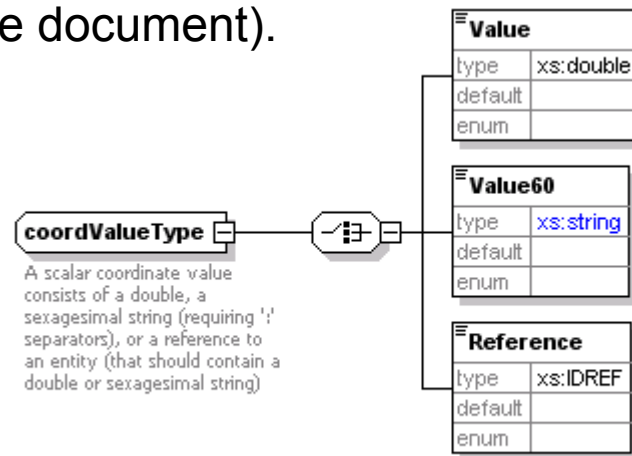 e document).
Value
type xs:double
default
enum
Value60
type xs:string
default
enum
coordValueType
A scalar coordinate value
consists of a double, a
sexagesimal string (requiring ':'
separators), or a reference to
an entity (that should contain a
double or sexagesimal string)
Reference
type xs:IDREF
default
enum